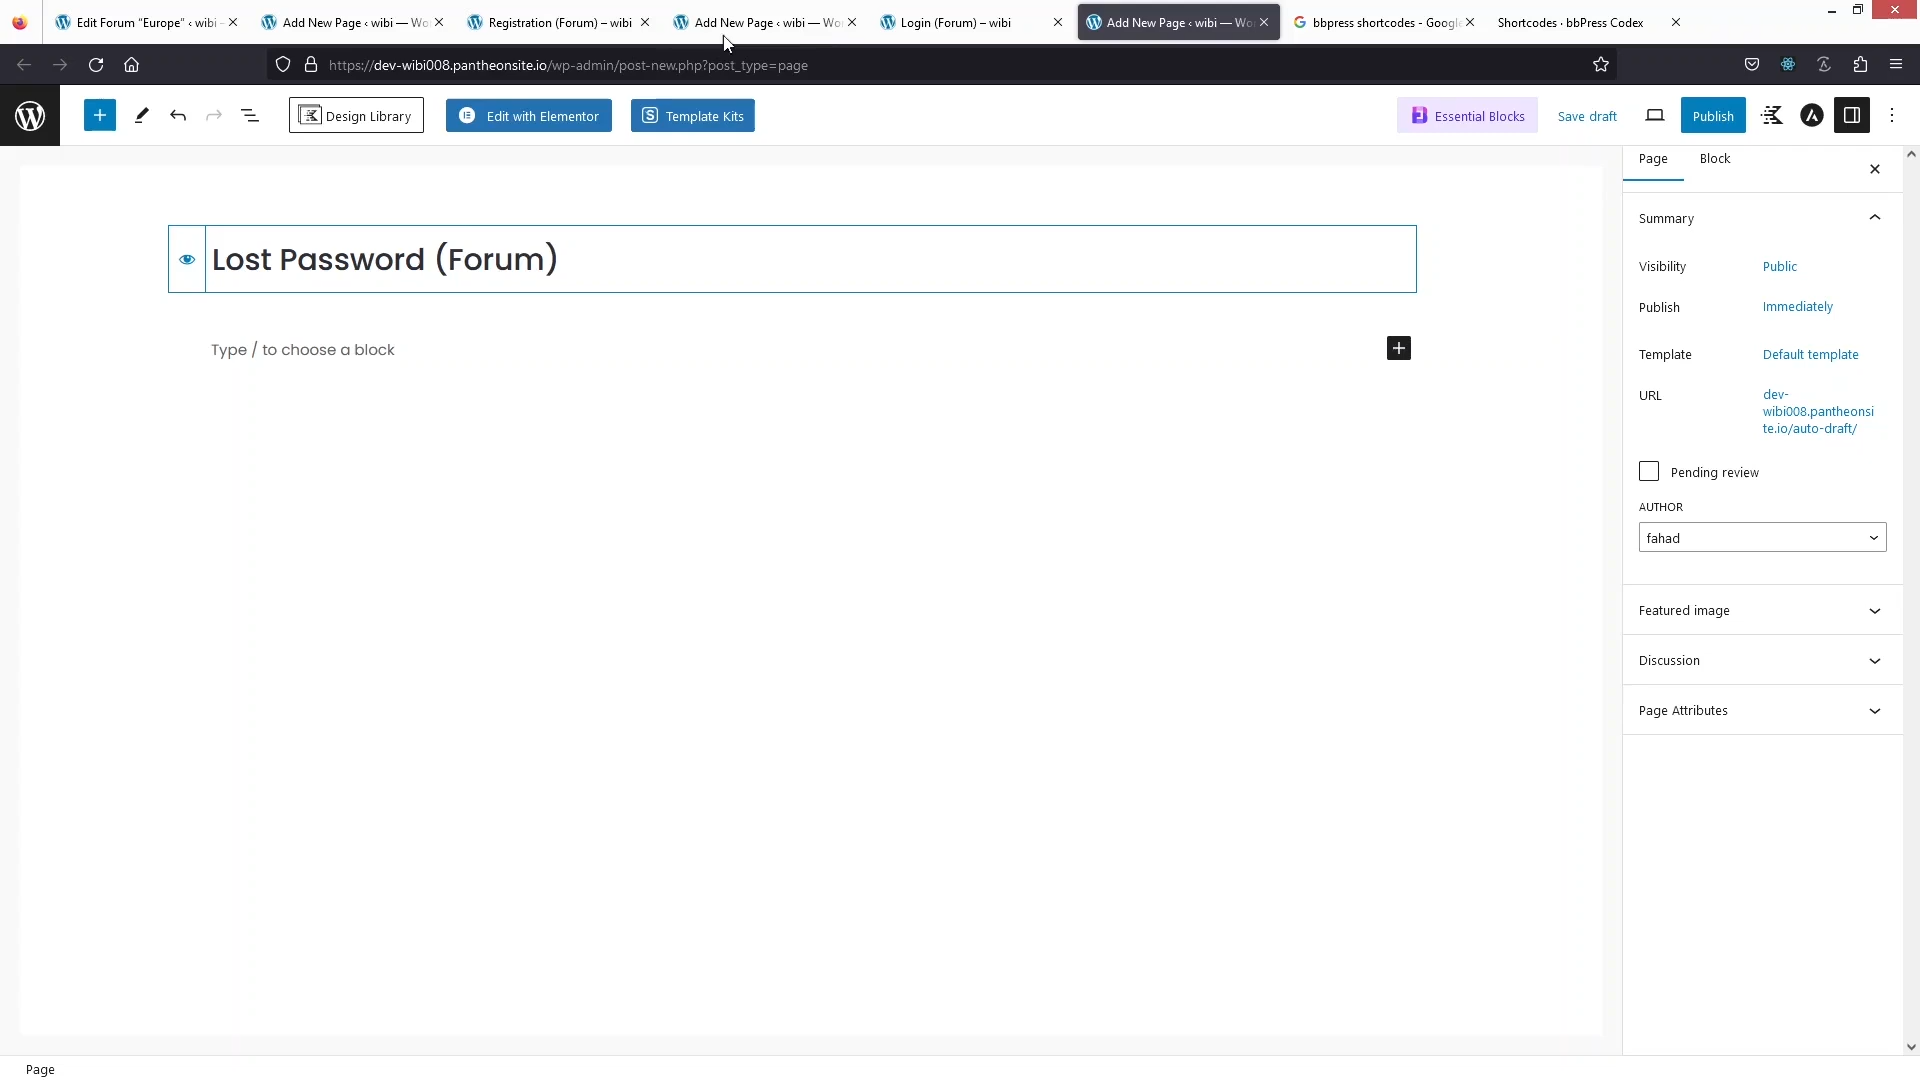 Edit Forum “Europe” ‹ wibi –
Add New Page ‹ wibi — Wo
Registration (Forum) – wibi
Add New Page ‹ wibi — Wo
Login (Forum) – wibi
Add New Page ‹ wibi — Wo
bbpress shortcodes - Google
Shortcodes · bbPress Codex
https://dev-wibi008.pantheonsite.io/wp-admin/post-new.php?post_type=page
Design Library
Edit with Elementor
Template Kits
Essential Blocks
Save draft
Publish
Page
Block
Summary
Lost Password (Forum)
Visibility
Public
Publish
Immediately
Type / to choose a block
Template
Default template
URL
dev-
wibi008.pantheonsi
te.io/auto-draft/
Pending review
AUTHOR
fahad
Featured image
Discussion
Page Attributes
Page